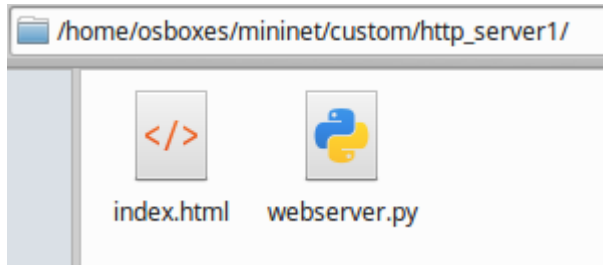 /home/osboxes/mininet/custom/http_server1/
</>
index.html webserver.py